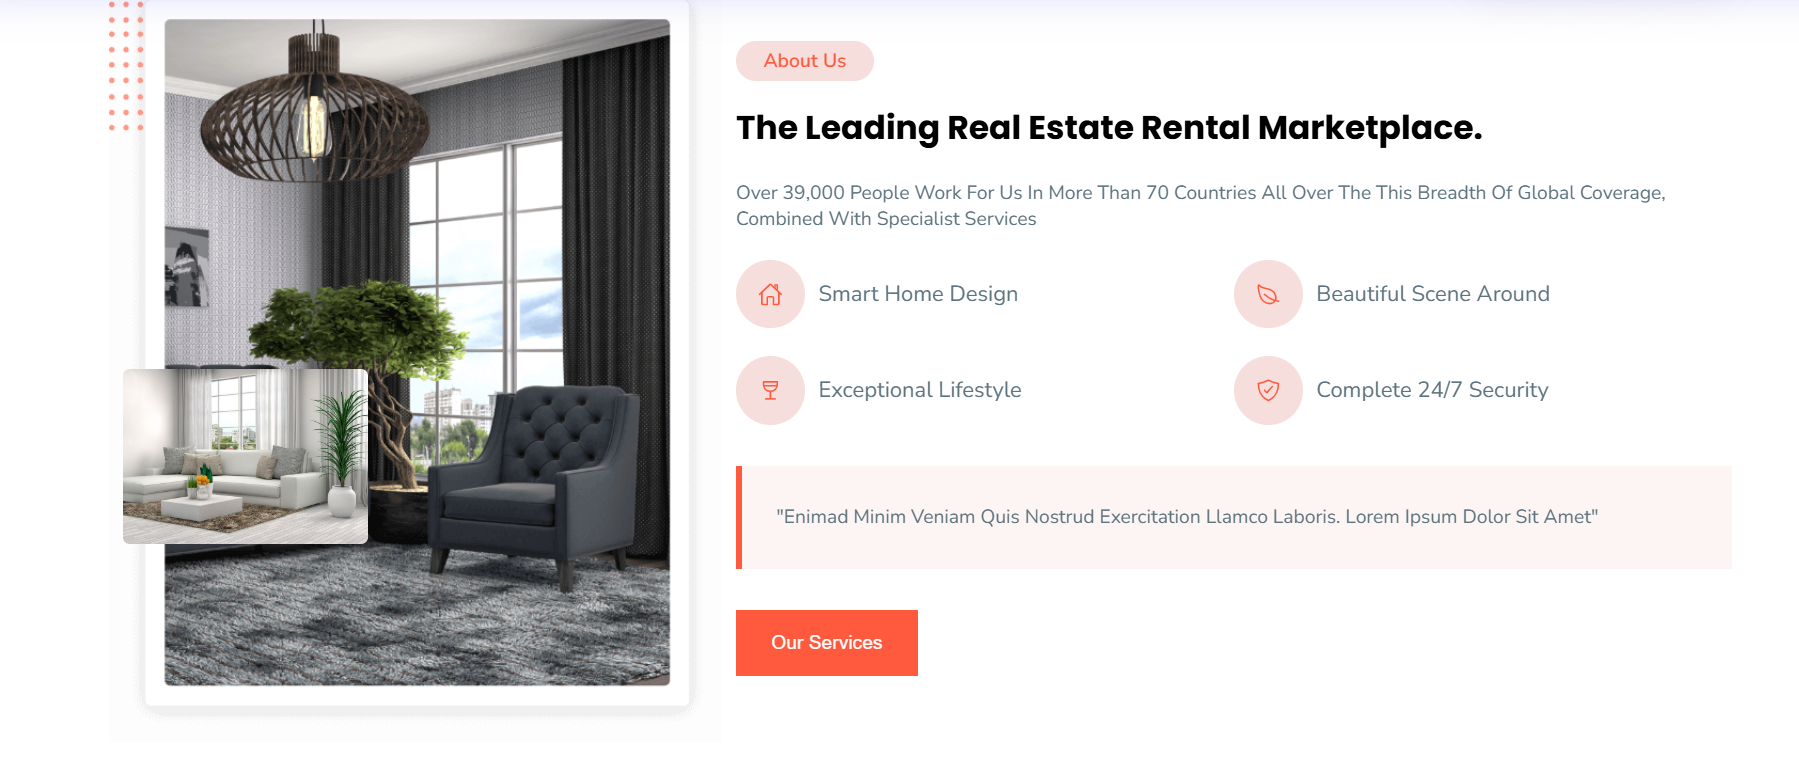 About Us
The Leading Real Estate Rental Marketplace.
Over 39,000 People Work For Us In More Than 70 Countries All Over The This Breadth Of Global Coverage,
Combined With Specialist Services
Smart Home Design
Beautiful Scene Around
Exceptional Lifestyle
Complete 24/7 Security
"Enimad Minim Veniam Quis Nostrud Exercitation Llamco Laboris. Lorem Ipsum Dolor Sit Amet"
Our Services